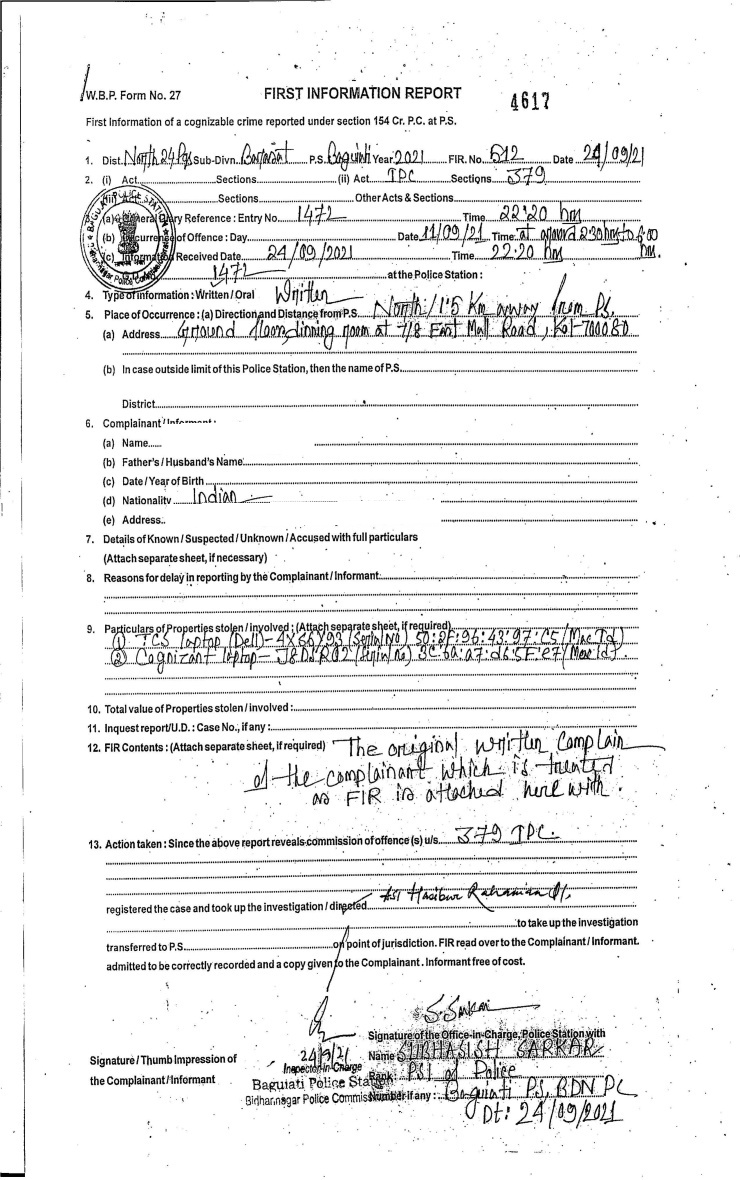 W.B.P. Form No. 27 FIRST INFORMATION REPORT 4617
First Information of a cognizable crime reported under section 154 Cr. P.C. at P.S.
1. Dist. North 24 Pgs Sub-Divn. Barasat P.S. Baguiati Year 2021 FIR. No. 512 Date 24/09/21
2. (i) Act Sections (ii) Act IPC Sections 379
Sections Other Acts & Sections
(a) General Diary Reference : Entry No. 1472 Time 22:20 hrs
(b) Occurrence of Offence : Day Date 11/09/21 Time: at around 2:30 hrs to 6:00 hrs.
(c) Information Received Date 24/09/2021 Time 22:20 hrs
1472 at the Police Station :
4. Type of information : Written / Oral Written
5. Place of Occurrence : (a) Direction and Distance from P.S. North / 1.5 Km away from PS.
(a) Address Ground floor dinning room at 7/8 East Mall Road, Kol-700080
(b) In case outside limit of this Police Station, then the name of P.S.
District
6. Complainant / Informant :
(a) Name
(b) Father's / Husband's Name
(c) Date / Year of Birth
(d) Nationality Indian
(e) Address
7. Details of Known / Suspected / Unknown / Accused with full particulars
(Attach separate sheet, if necessary)
8. Reasons for delay in reporting by the Complainant / Informant
9. Particulars of Properties stolen / involved : (Attach separate sheet, if required)
(1) TCS laptop (Dell)- 4X66Y93 (Serial No) 50:2F:96:43:97:C5 (Mac Id)
(2) Cognizant laptop - (Serial no) 3C:6a:a7:d6:5F:e7 (Mac Id).
10. Total value of Properties stolen / involved :
11. Inquest report / U.D. : Case No., if any :
12. FIR Contents : (Attach separate sheet, if required) The original written complain
of the complainant which is treated
as FIR is attached here with.
13. Action taken : Since the above report reveals commission of offence (s) u/s 379 IPC.
registered the case and took up the investigation / directed ASI Hasibur Rahaman
to take up the investigation
transferred to P.S. on point of jurisdiction. FIR read over to the Complainant / Informant.
admitted to be correctly recorded and a copy given to the Complainant . Informant free of cost.
S. Sarkar
Signature of the Office-in-Charge, Police Station with
Signature / Thumb Impression of
the Complainant / Informant
24/9/21
Inspector-In-Charge
Baguiati Police Station
Bidhannagar Police Commissi
Name SUBHASISH SARKAR
Rank PSI of Police
Number if any : Baguiati PS, BDN PC
Dt: 24/09/2021